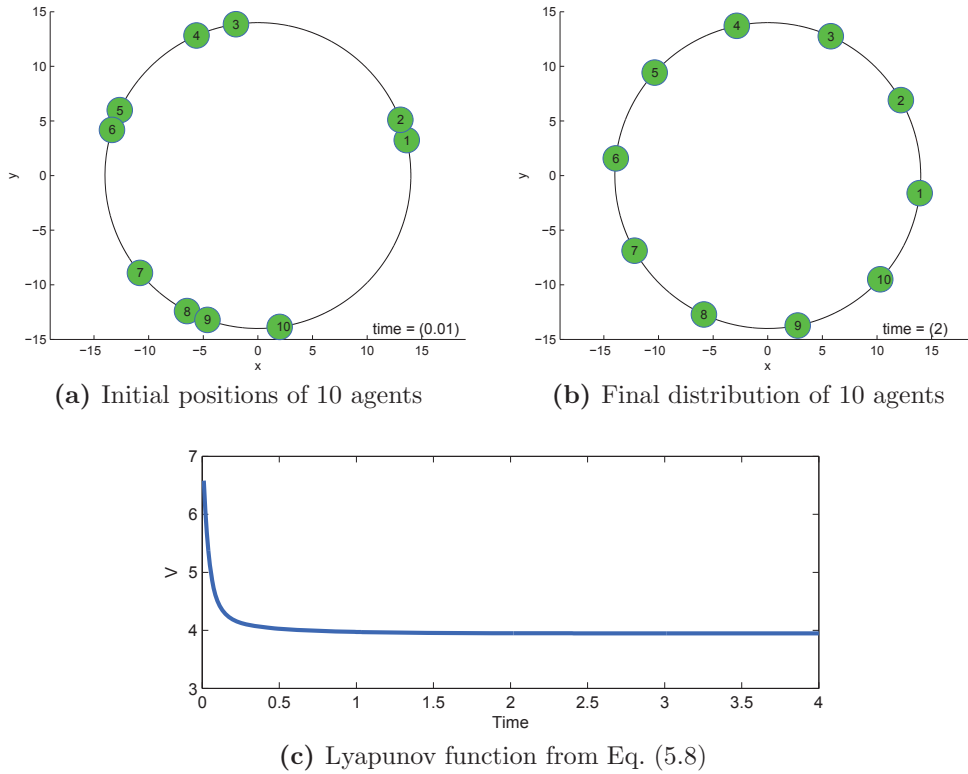 15
10
5
0
−5
−10
−15
y
−15 −10 −5 0 5 10 15
x
1
2
3
4
5
6
7
8
9
10
time = (0.01)
(a) Initial positions of 10 agents
15
10
5
0
−5
−10
−15
y
−15 −10 −5 0 5 10 15
x
1
2
3
4
5
6
7
8
9
10
time = (2)
(b) Final distribution of 10 agents
7
6
5
4
3
V
0 0.5 1 1.5 2 2.5 3 3.5 4
Time
(c) Lyapunov function from Eq. (5.8)